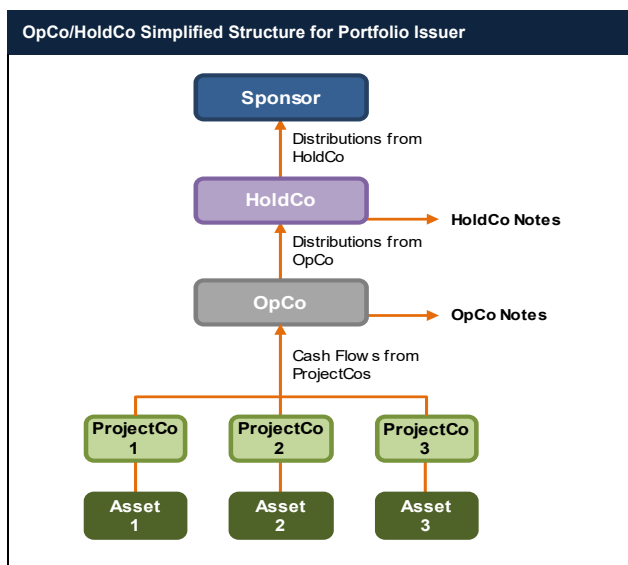 OpCo/HoldCo Simplified Structure for Portfolio Issuer
Sponsor
Distributions from
HoldCo
HoldCo
HoldCo Notes
Distributions from
OpCo
OpCo
OpCo Notes
Cash Flows from
ProjectCos
ProjectCo
1
ProjectCo
2
ProjectCo
3
Asset
1
Asset
2
Asset
3